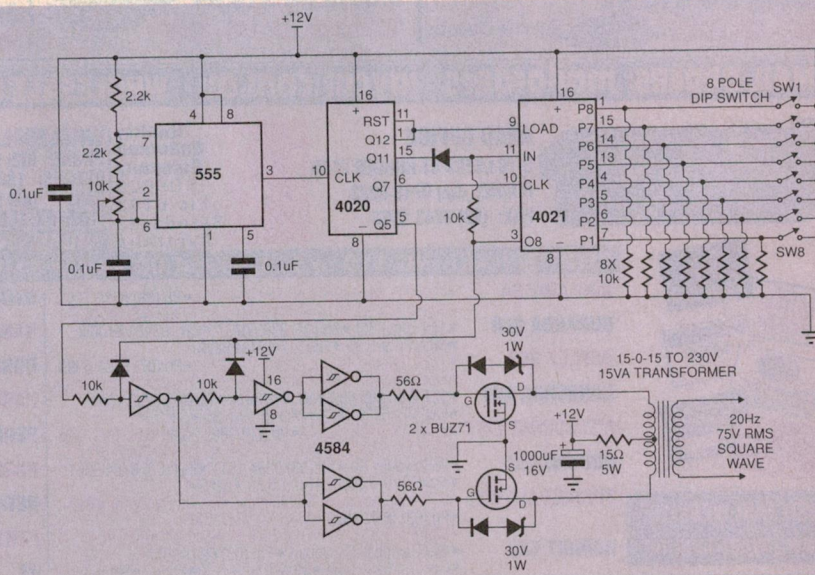 +12V
2.2k
2.2k
10k
0.1uF
0.1uF
0.1uF
4
8
7
555
3
2
6
1
5
16
+
RST
11
Q12
1
Q11
15
10
CLK
Q7
6
4020
Q5
5
–
8
10k
16
+
1
9
LOAD
P8
15
11
IN
P7
14
P6
13
10
CLK
P5
4
4021
P4
5
P3
6
P2
7
3
O8
–
P1
8
8 POLE
DIP SWITCH
SW1
SW8
8X
10k
10k
10k
+12V
16
8
4584
56Ω
56Ω
30V
1W
G
D
S
2 x BUZ71
S
G
D
30V
1W
+12V
+
1000uF
16V
15Ω
5W
15-0-15 TO 230V
15VA TRANSFORMER
20Hz
75V RMS
SQUARE
WAVE